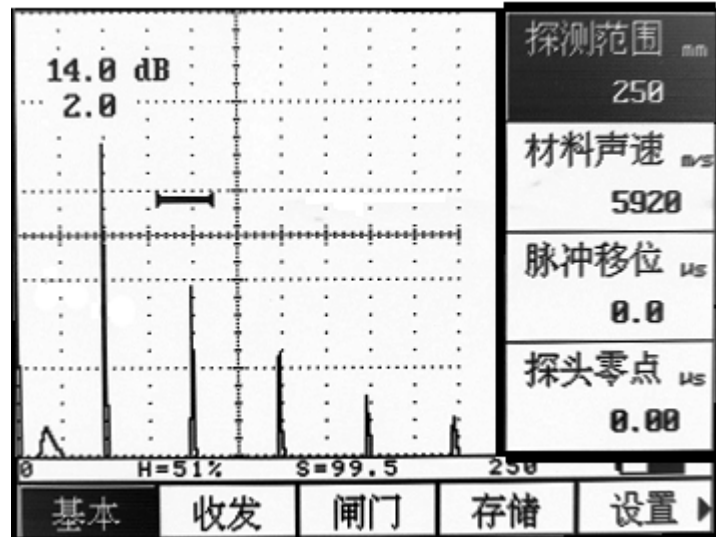 14.0 dB
2.0
0 H=51% S=99.5 250
探测范围 mm
250
材料声速 m/s
5920
脉冲移位 μs
0.0
探头零点 μs
0.00
基本 收发 闸门 存储 设置